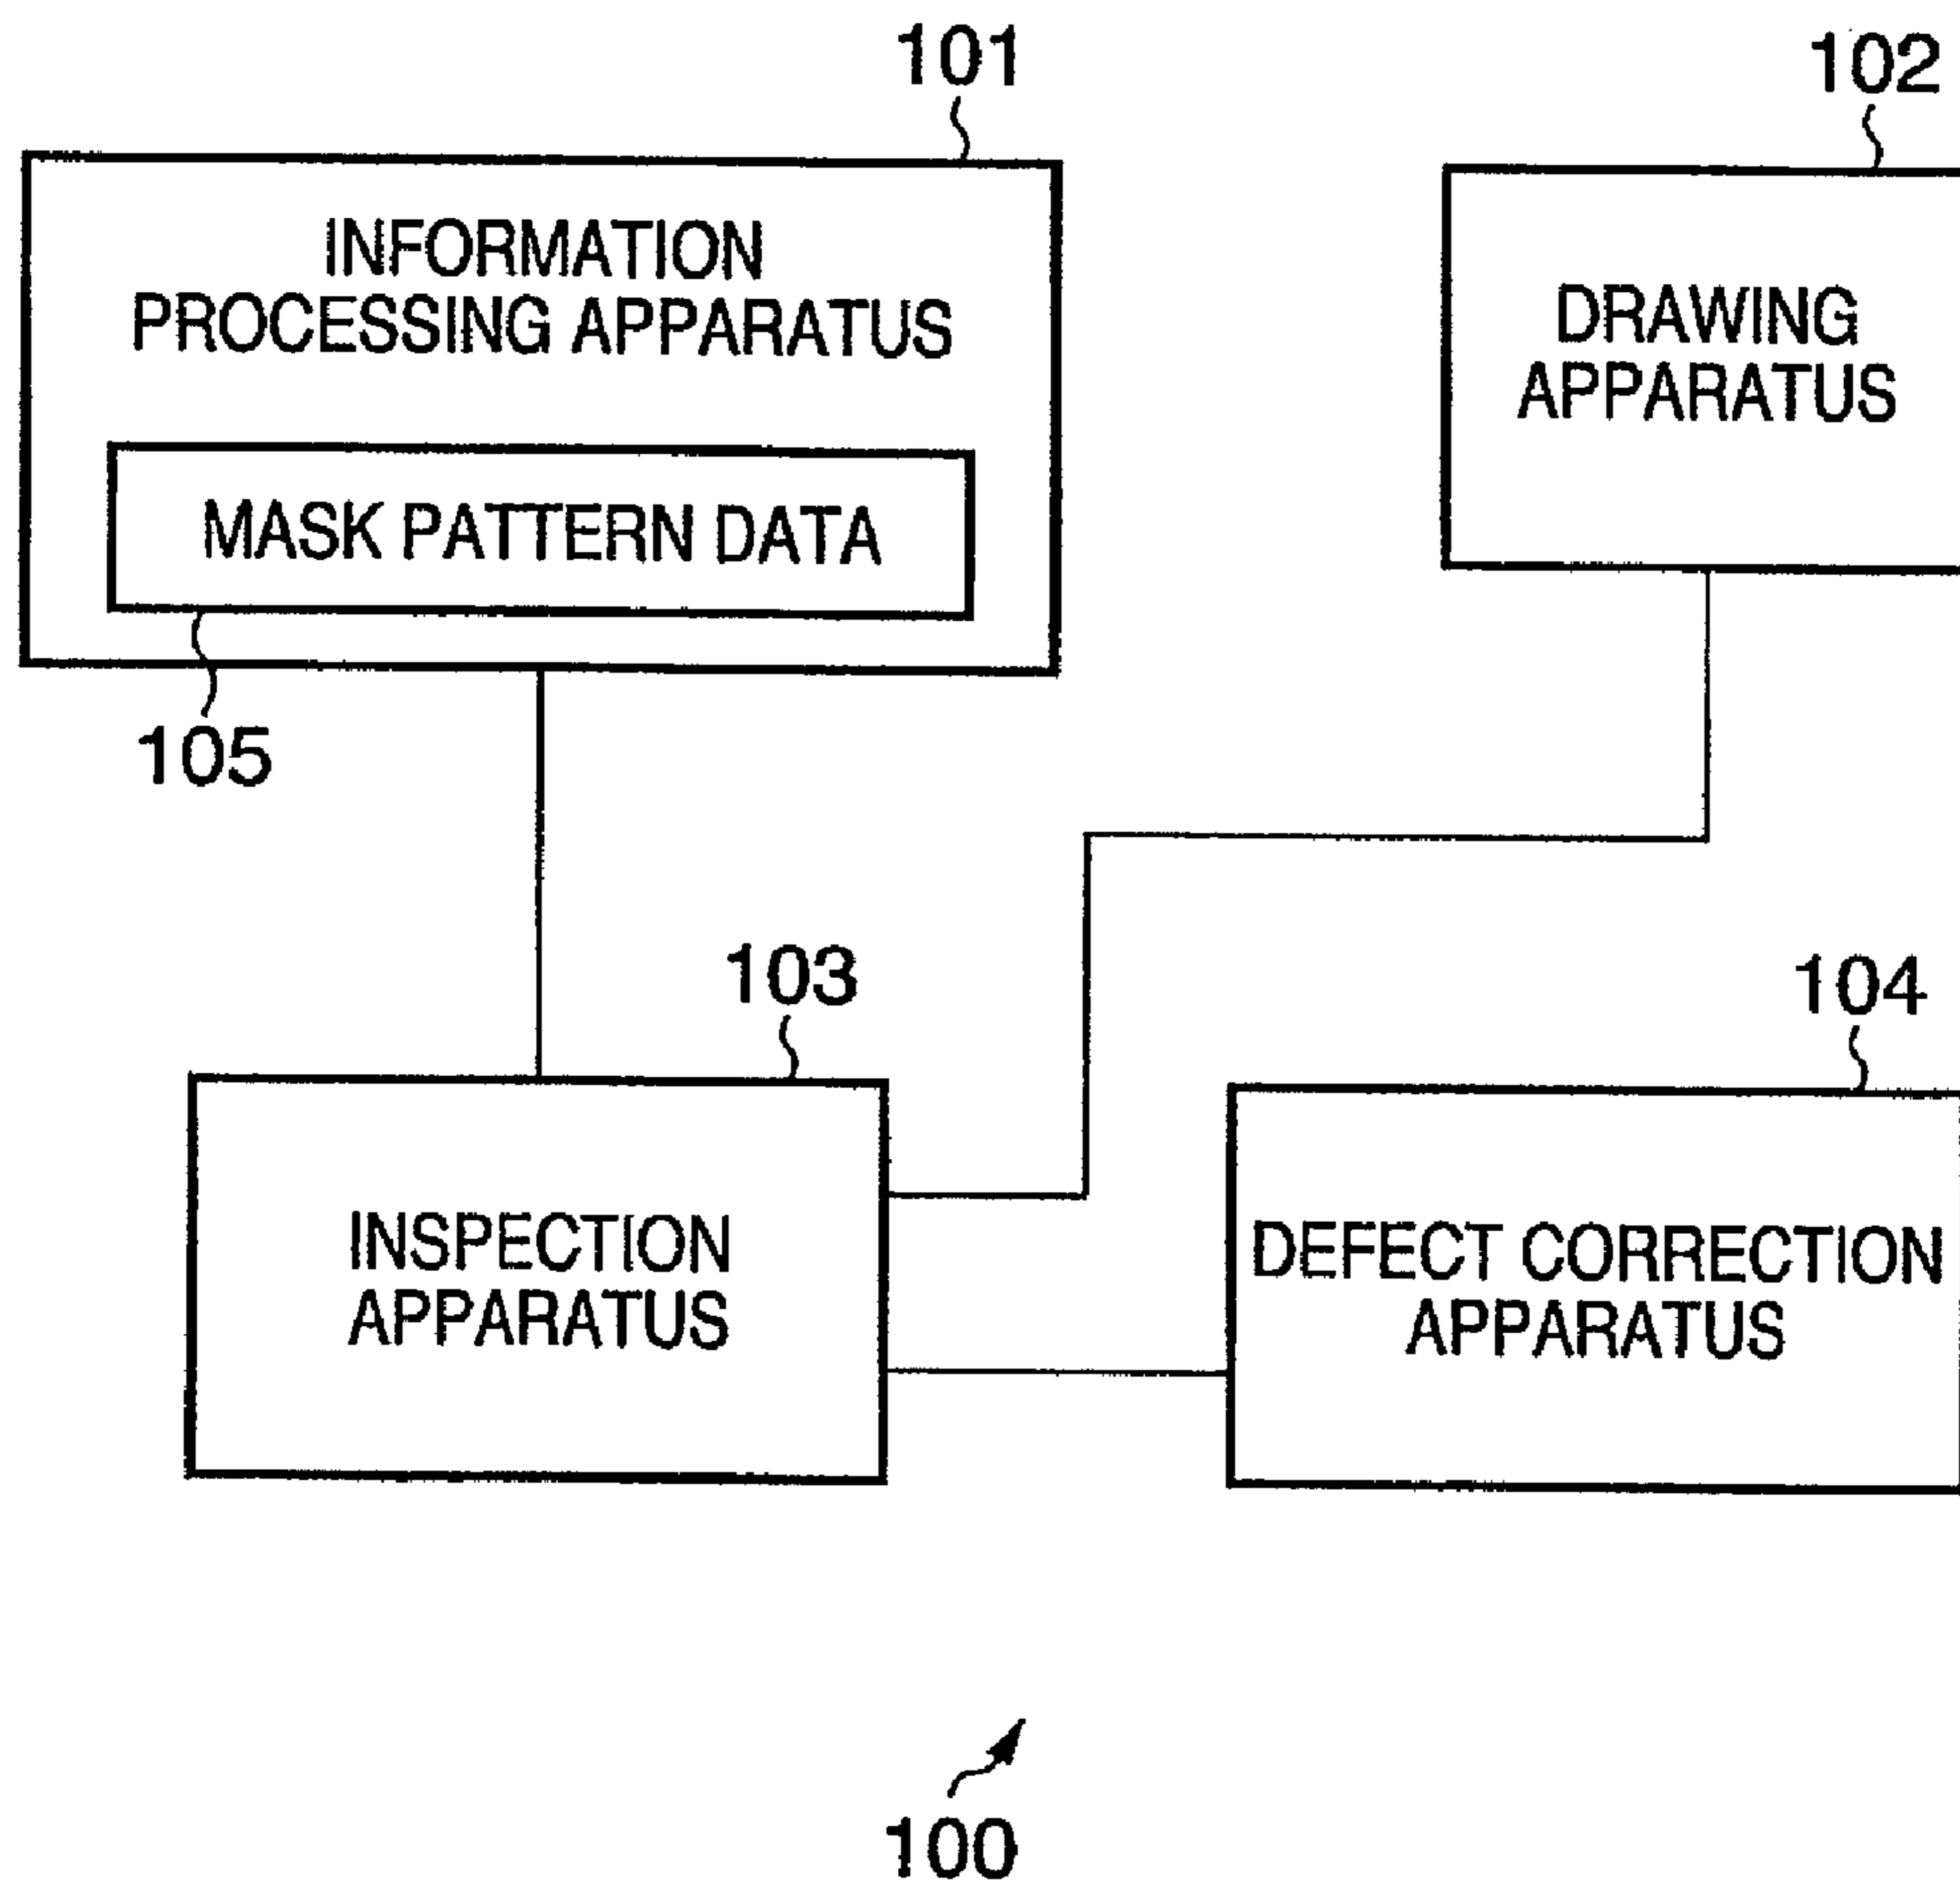 101
102
INFORMATION
PROCESSING APPARATUS
DRAWING
APPARATUS
MASK PATTERN DATA
105
103
104
INSPECTION
APPARATUS
DEFECT CORRECTION
APPARATUS
100